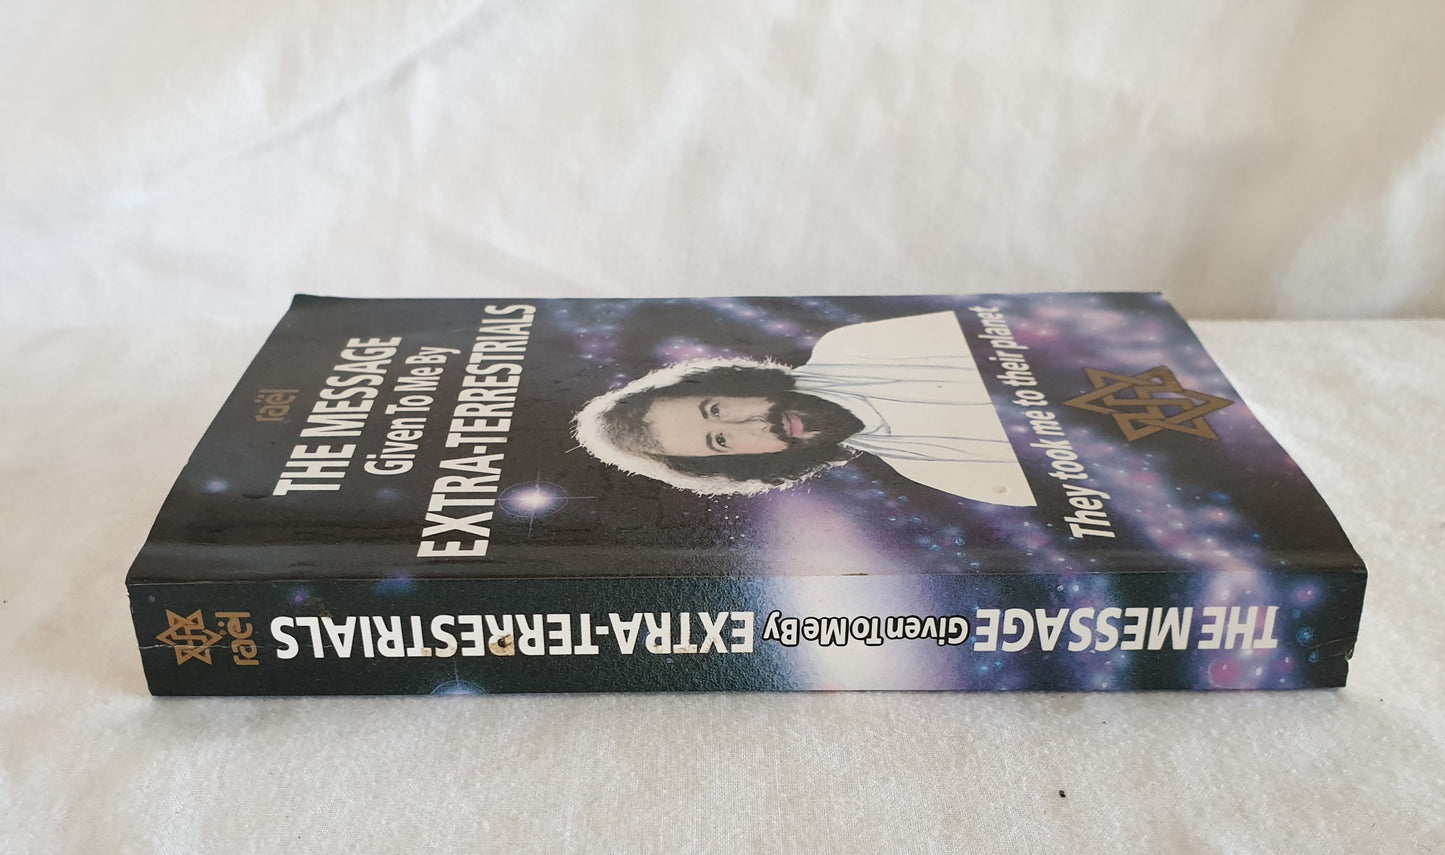 raël
THE MESSAGE
Given To Me By
EXTRA-TERRESTRIALS
They took me to their planet
THE MESSAGE Given To Me By EXTRA-TERRESTRIALS raël